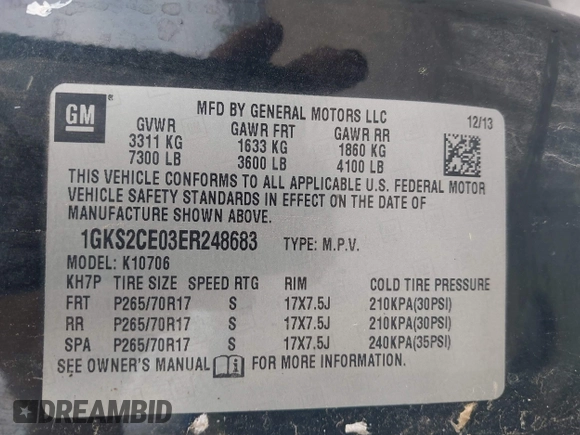 GM ®
MFD BY GENERAL MOTORS LLC
12/13
GVWR GAWR FRT GAWR RR
3311 KG 1633 KG 1860 KG
7300 LB 3600 LB 4100 LB
THIS VEHICLE CONFORMS TO ALL APPLICABLE U.S. FEDERAL MOTOR
VEHICLE SAFETY STANDARDS IN EFFECT ON THE DATE OF
MANUFACTURE SHOWN ABOVE.
1GKS2CE03ER248683 TYPE: M.P.V.
MODEL: K10706
KH7P TIRE SIZE SPEED RTG RIM COLD TIRE PRESSURE
FRT P265/70R17 S 17X7.5J 210KPA(30PSI)
RR P265/70R17 S 17X7.5J 210KPA(30PSI)
SPA P265/70R17 S 17X7.5J 240KPA(35PSI)
SEE OWNER'S MANUAL FOR MORE INFORMATION.
DREAMBID